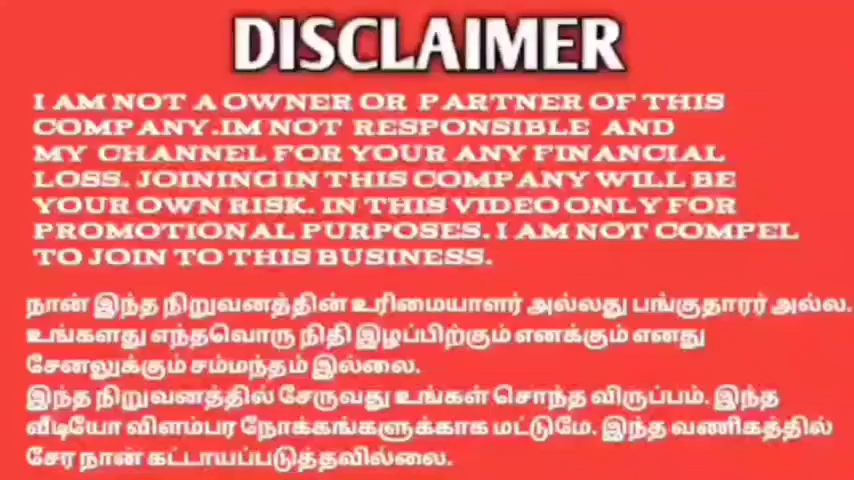 DISCLAIMER
I AM NOT A OWNER OR PARTNER OF THIS
COMPANY.IM NOT RESPONSIBLE AND
MY CHANNEL FOR YOUR ANY FINANCIAL
LOSS. JOINING IN THIS COMPANY WILL BE
YOUR OWN RISK. IN THIS VIDEO ONLY FOR
PROMOTIONAL PURPOSES. I AM NOT COMPEL
TO JOIN TO THIS BUSINESS.
நான் இந்த நிறுவனத்தின் உரிமையாளர் அல்லது பங்குதாரர் அல்ல.
உங்களது எந்தவொரு நிதி இழப்பிற்கும் எனக்கும் எனது
சேனலுக்கும் சம்மந்தம் இல்லை.
இந்த நிறுவனத்தில் சேருவது உங்கள் சொந்த விருப்பம். இந்த
வீடியோ விளம்பர நோக்கங்களுக்காக மட்டுமே. இந்த வணிகத்தில்
சேர நான் கட்டாயப்படுத்தவில்லை.